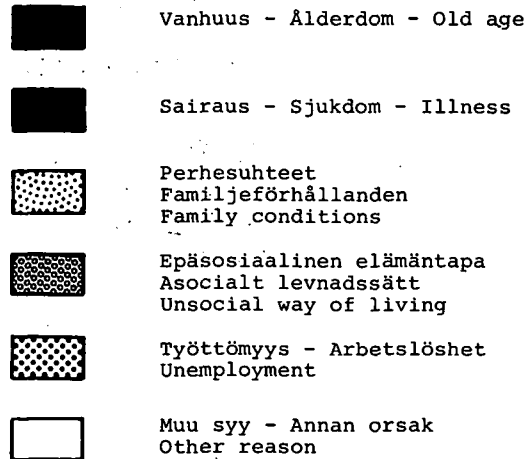 Vanhuus - Ålderdom - Old age
Sairaus - Sjukdom - Illness
Perhesuhteet
Familjeförhållanden
Family conditions
Epäsosiaalinen elämäntapa
Asocialt levnadssätt
Unsocial way of living
Työttömyys - Arbetslöshet
Unemployment
Muu syy - Annan orsak
Other reason